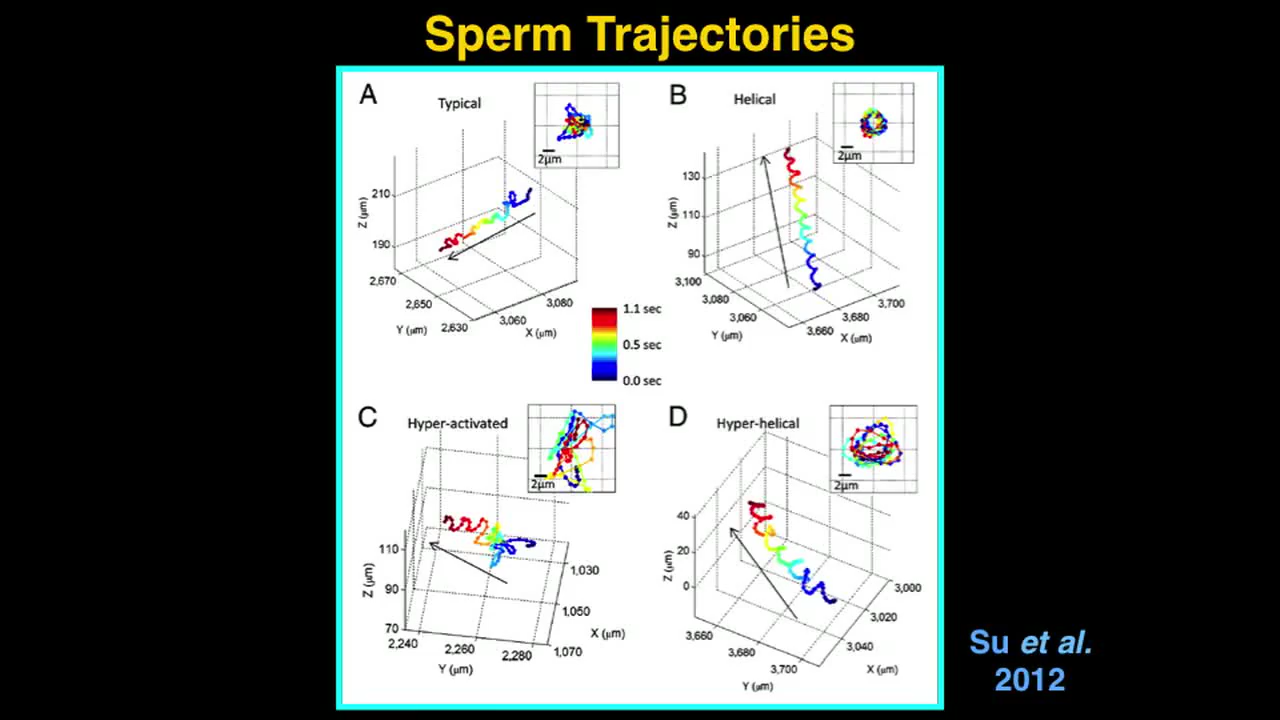 Sperm Trajectories
A
Typical
2μm
Z (μm)
210
190
2,670
2,650
2,630
Y (μm)
3,060
3,080
X (μm)
B
Helical
2μm
Z (μm)
130
110
90
3,100
3,080
3,060
Y (μm)
3,660
3,680
3,700
X (μm)
1.1 sec
0.5 sec
0.0 sec
C
Hyper-activated
2μm
Z (μm)
110
90
70
2,240
2,260
2,280
Y (μm)
1,030
1,050
1,070
X (μm)
D
Hyper-helical
2μm
Z (μm)
40
20
0
3,660
3,680
3,700
Y (μm)
3,000
3,020
3,040
X (μm)
Su et al.
2012